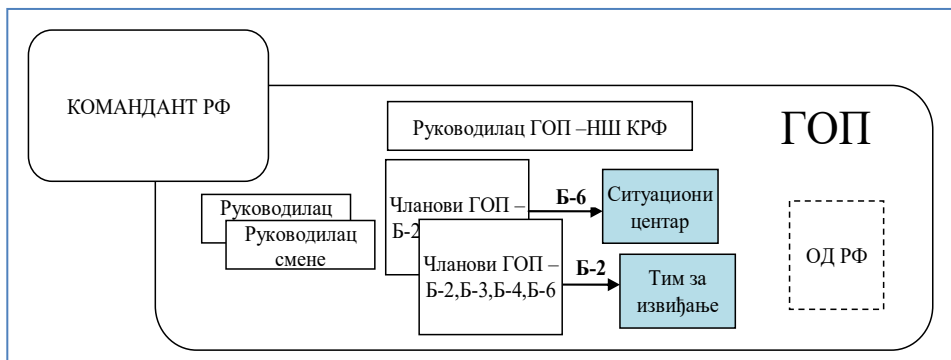 КОМАНДАНТ РФ
Руководилац ГОП –НШ КРФ
ГОП
Руководилац
Руководилац
смене
Чланови ГОП –
Б-2
Чланови ГОП –
Б-2,Б-3,Б-4,Б-6
Б-6
Ситуациони
центар
Б-2
Тим за
извиђање
ОД РФ